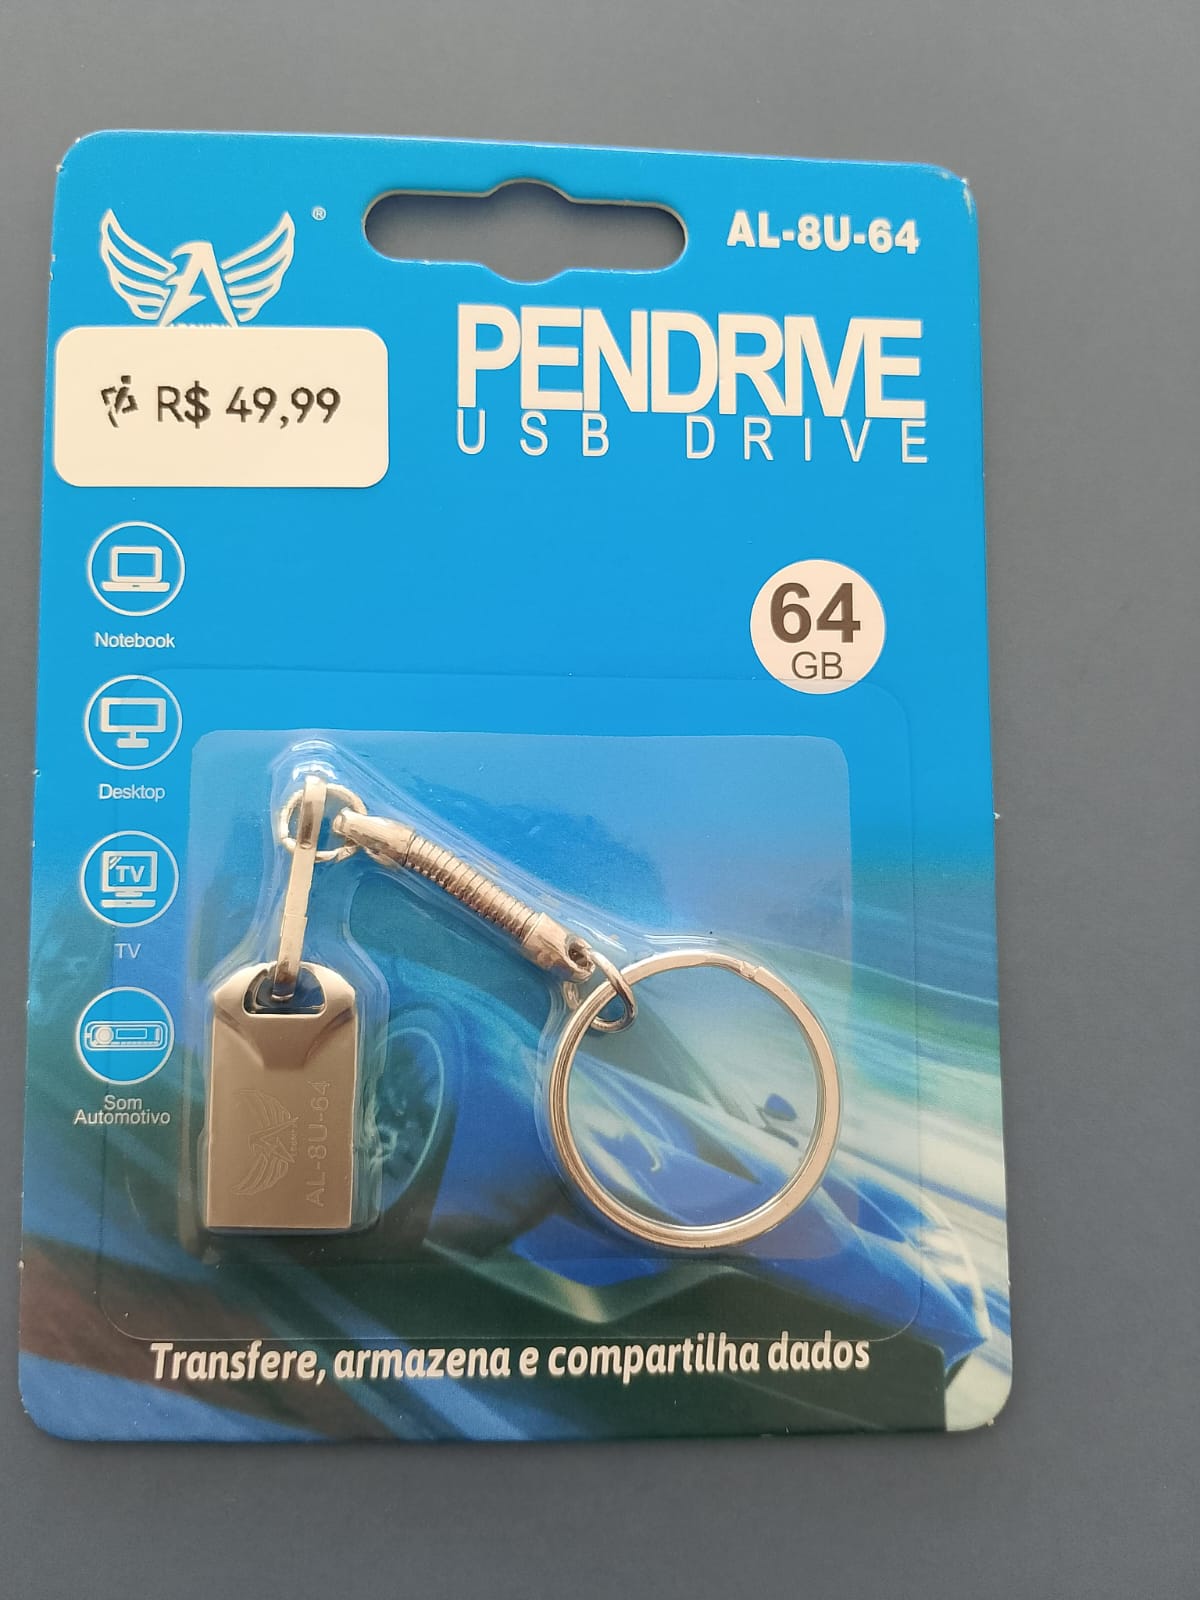 ®
AL-8U-64
PENDRIVE
USB DRIVE
R$ 49,99
64
GB
Notebook
Desktop
TV
TV
Som
Automotivo
AL-8U-64
Transfere, armazena e compartilha dados